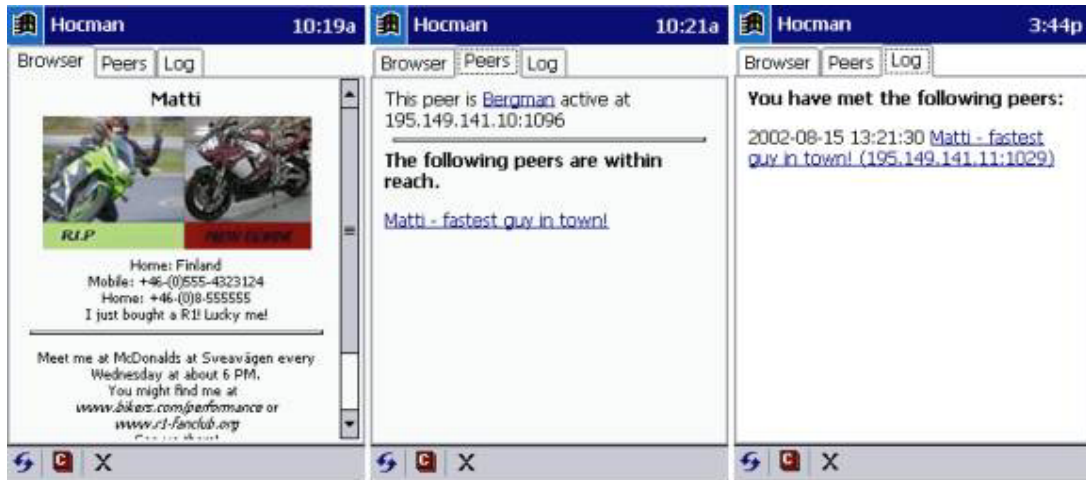 Hocman 10:19a
Browser Peers Log
Matti
R.I.P
Home: Finland
Mobile: +46-(0)555-4323124
Home: +46-(0)8-555555
I just bought a R1! Lucky me!
Meet me at McDonalds at Sveavägen every
Wednesday at about 6 PM.
You might find me at
www.bikers.com/performance or
www.r1-fanclub.org
Hocman 10:21a
Browser Peers Log
This peer is Bergman active at
195.149.141.10:1096
The following peers are within
reach.
Matti - fastest guy in town!
Hocman 3:44p
Browser Peers Log
You have met the following peers:
2002-08-15 13:21:30 Matti - fastest
guy in town! (195.149.141.11:1029)